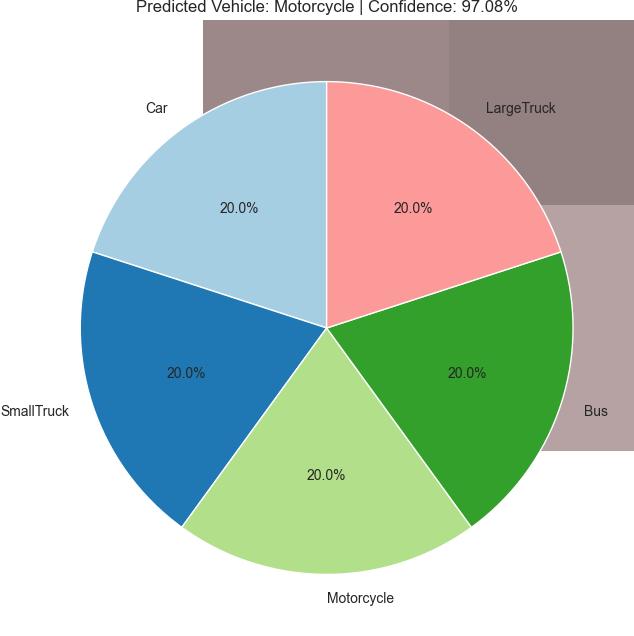 Predicted Vehicle: Motorcycle | Confidence: 97.08%
Car
LargeTruck
20.0%
20.0%
20.0%
20.0%
SmallTruck
Bus
20.0%
Motorcycle